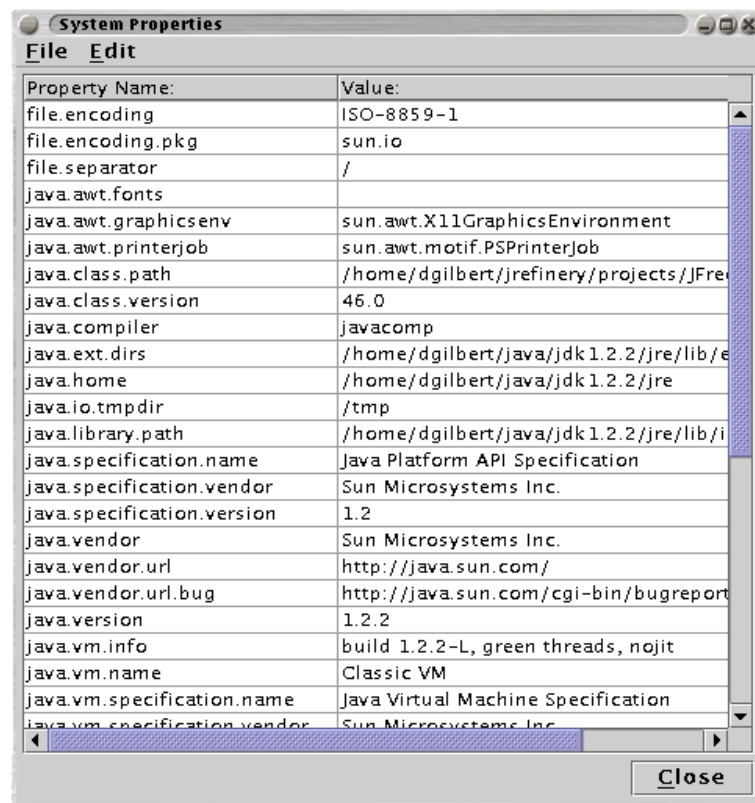 System Properties
File Edit
Property Name: Value:
file.encoding ISO-8859-1
file.encoding.pkg sun.io
file.separator /
java.awt.fonts
java.awt.graphicsenv sun.awt.X11GraphicsEnvironment
java.awt.printerjob sun.awt.motif.PSPrinterJob
java.class.path /home/dgilbert/jrefinery/projects/JFree
java.class.version 46.0
java.compiler javacomp
java.ext.dirs /home/dgilbert/java/jdk1.2.2/jre/lib/e
java.home /home/dgilbert/java/jdk1.2.2/jre
java.io.tmpdir /tmp
java.library.path /home/dgilbert/java/jdk1.2.2/jre/lib/i
java.specification.name Java Platform API Specification
java.specification.vendor Sun Microsystems Inc.
java.specification.version 1.2
java.vendor Sun Microsystems Inc.
java.vendor.url http://java.sun.com/
java.vendor.url.bug http://java.sun.com/cgi-bin/bugreport
java.version 1.2.2
java.vm.info build 1.2.2-L, green threads, nojit
java.vm.name Classic VM
java.vm.specification.name Java Virtual Machine Specification
java.vm.specification.vendor Sun Microsystems Inc.
Close